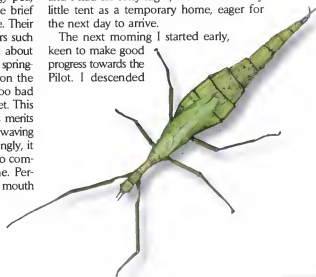 the brief
e. Their
rs such
about
spring-
on the
oo bad
et. This
merits
waving
ngly, it
o com-
e. Per-
mouth
little tent as a temporary home, eager for
the next day to arrive.
The next morning I started early,
keen to make good
progress towards the
Pilot. I descended